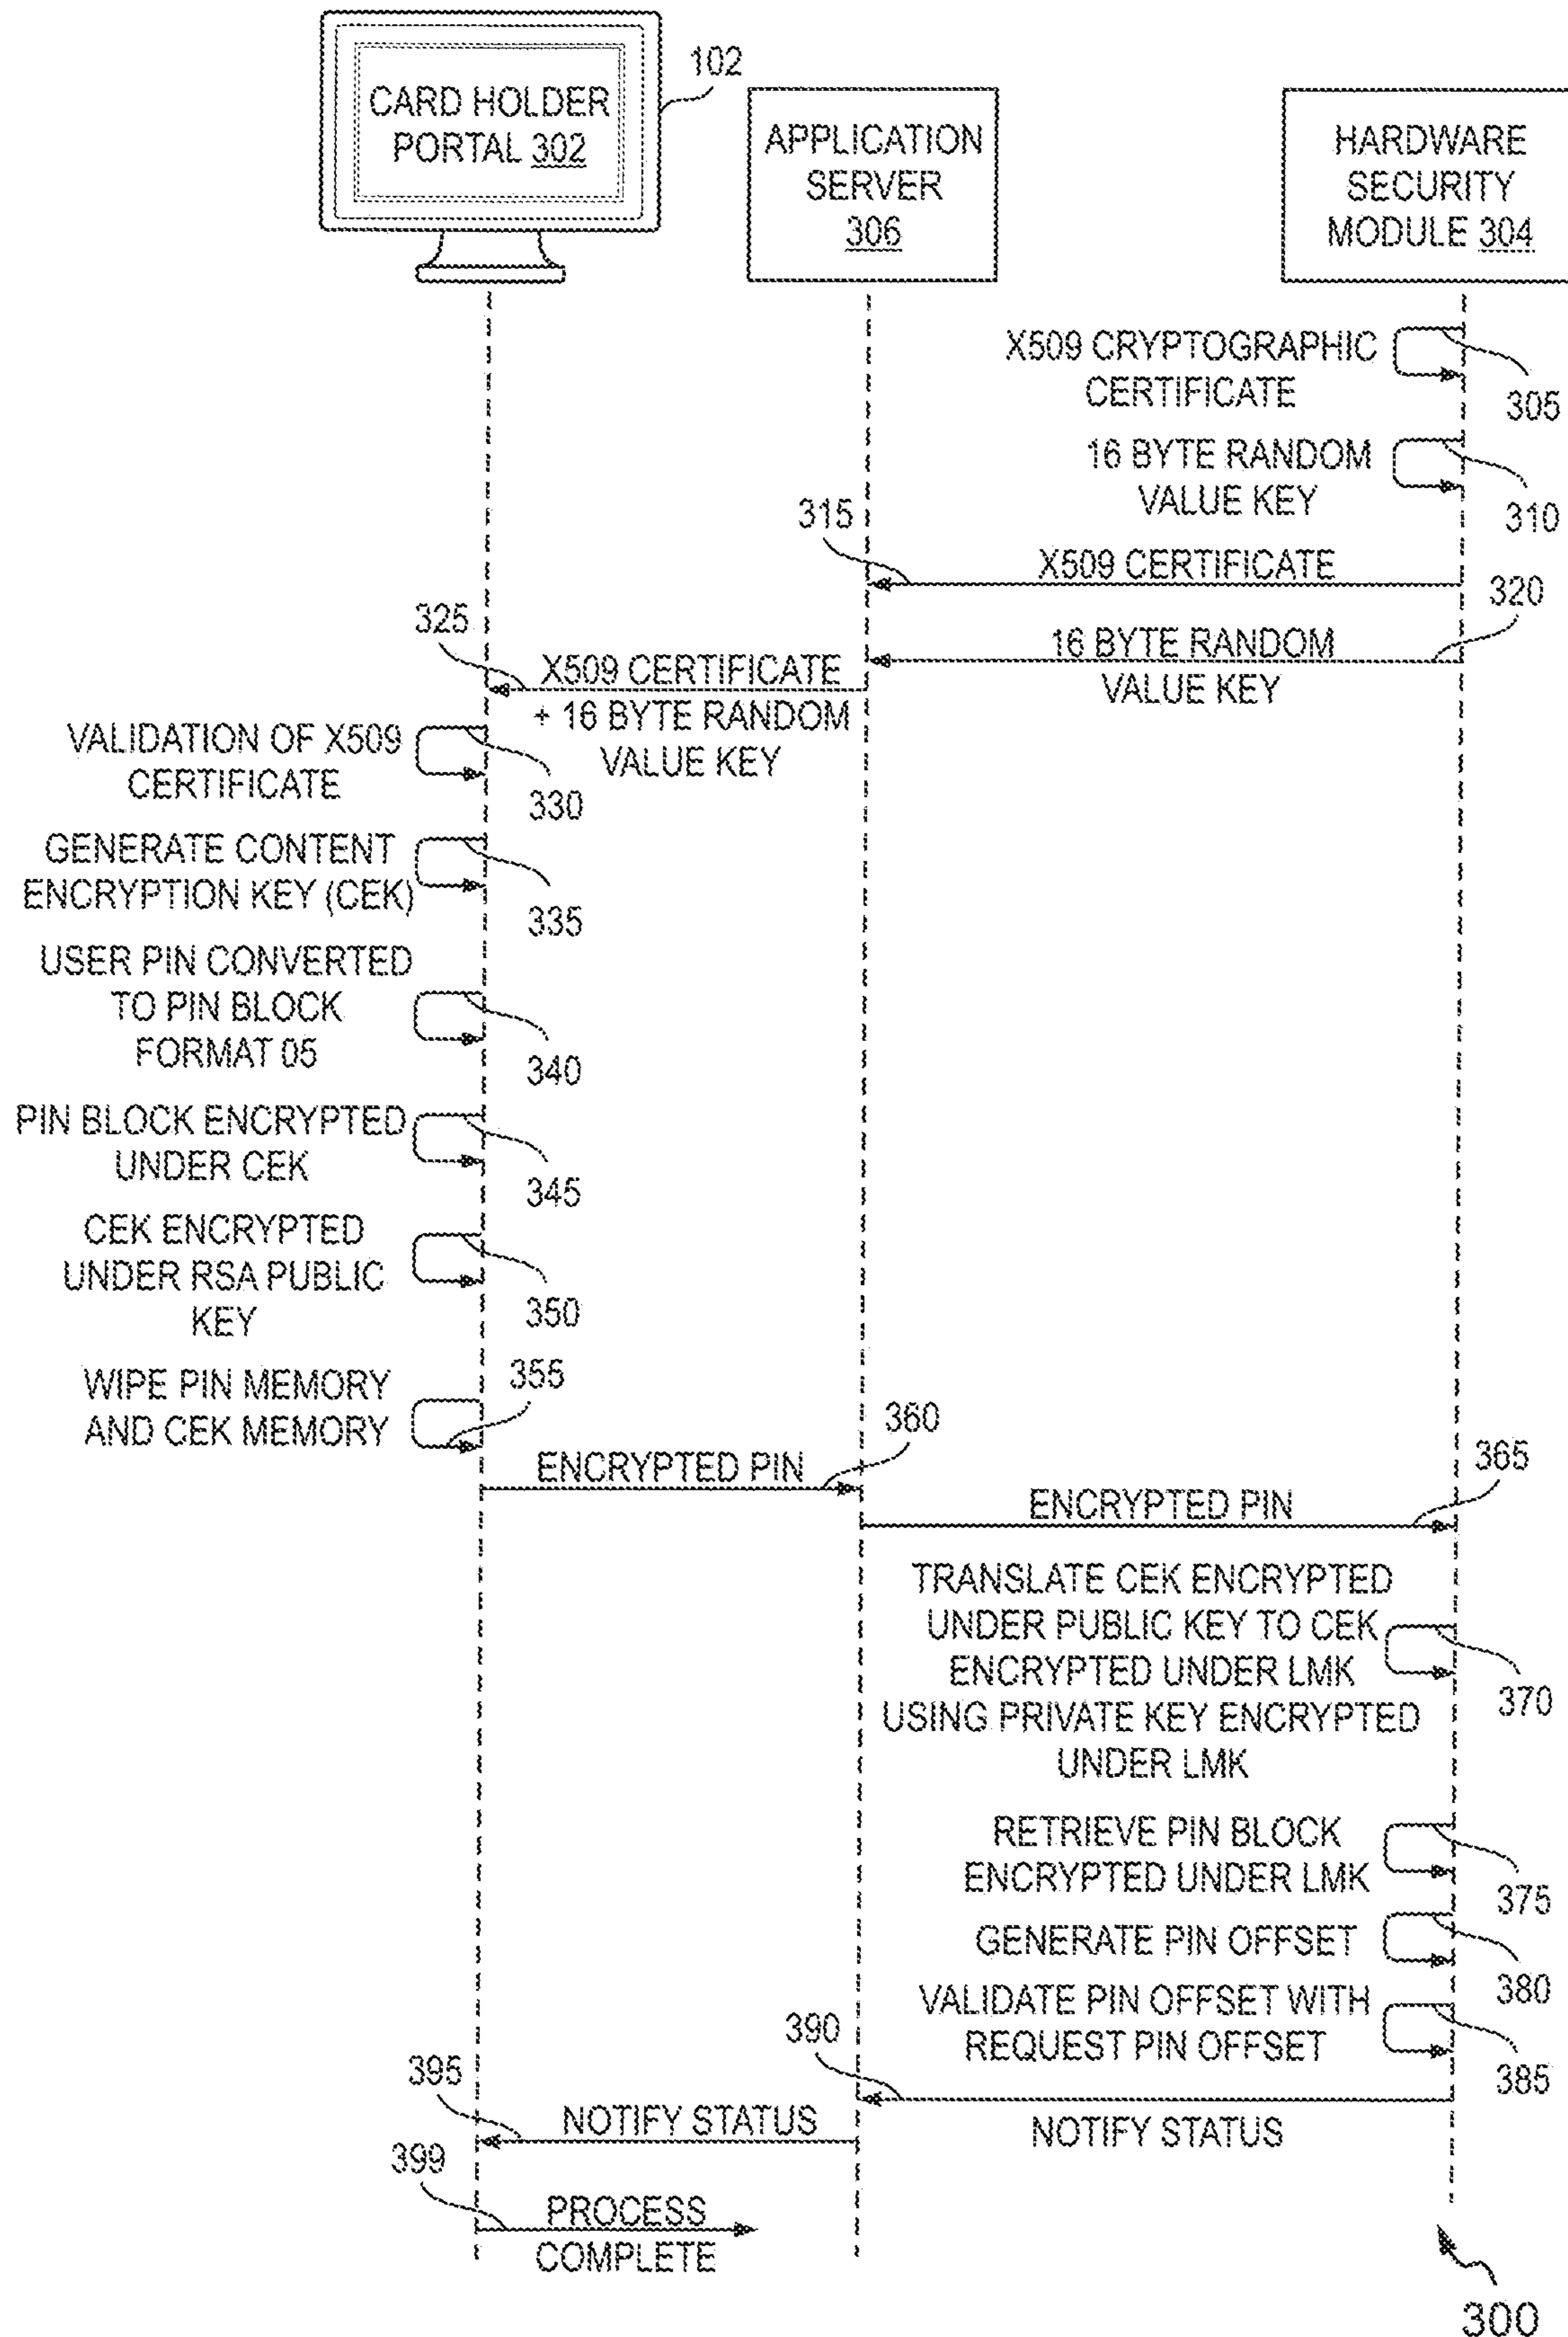 CARD HOLDER
PORTAL 302
102
APPLICATION
SERVER
306
HARDWARE
SECURITY
MODULE 304
X509 CRYPTOGRAPHIC
CERTIFICATE
305
16 BYTE RANDOM
VALUE KEY
310
315
X509 CERTIFICATE
320
16 BYTE RANDOM
VALUE KEY
325
X509 CERTIFICATE
+ 16 BYTE RANDOM
VALUE KEY
VALIDATION OF X509
CERTIFICATE
330
GENERATE CONTENT
ENCRYPTION KEY (CEK)
335
USER PIN CONVERTED
TO PIN BLOCK
FORMAT 05
340
PIN BLOCK ENCRYPTED
UNDER CEK
345
CEK ENCRYPTED
UNDER RSA PUBLIC
KEY
350
WIPE PIN MEMORY
AND CEK MEMORY
355
ENCRYPTED PIN
360
ENCRYPTED PIN
365
TRANSLATE CEK ENCRYPTED
UNDER PUBLIC KEY TO CEK
ENCRYPTED UNDER LMK
USING PRIVATE KEY ENCRYPTED
UNDER LMK
370
RETRIEVE PIN BLOCK
ENCRYPTED UNDER LMK
375
GENERATE PIN OFFSET
380
VALIDATE PIN OFFSET WITH
REQUEST PIN OFFSET
385
390
NOTIFY STATUS
395
NOTIFY STATUS
399
PROCESS
COMPLETE
300